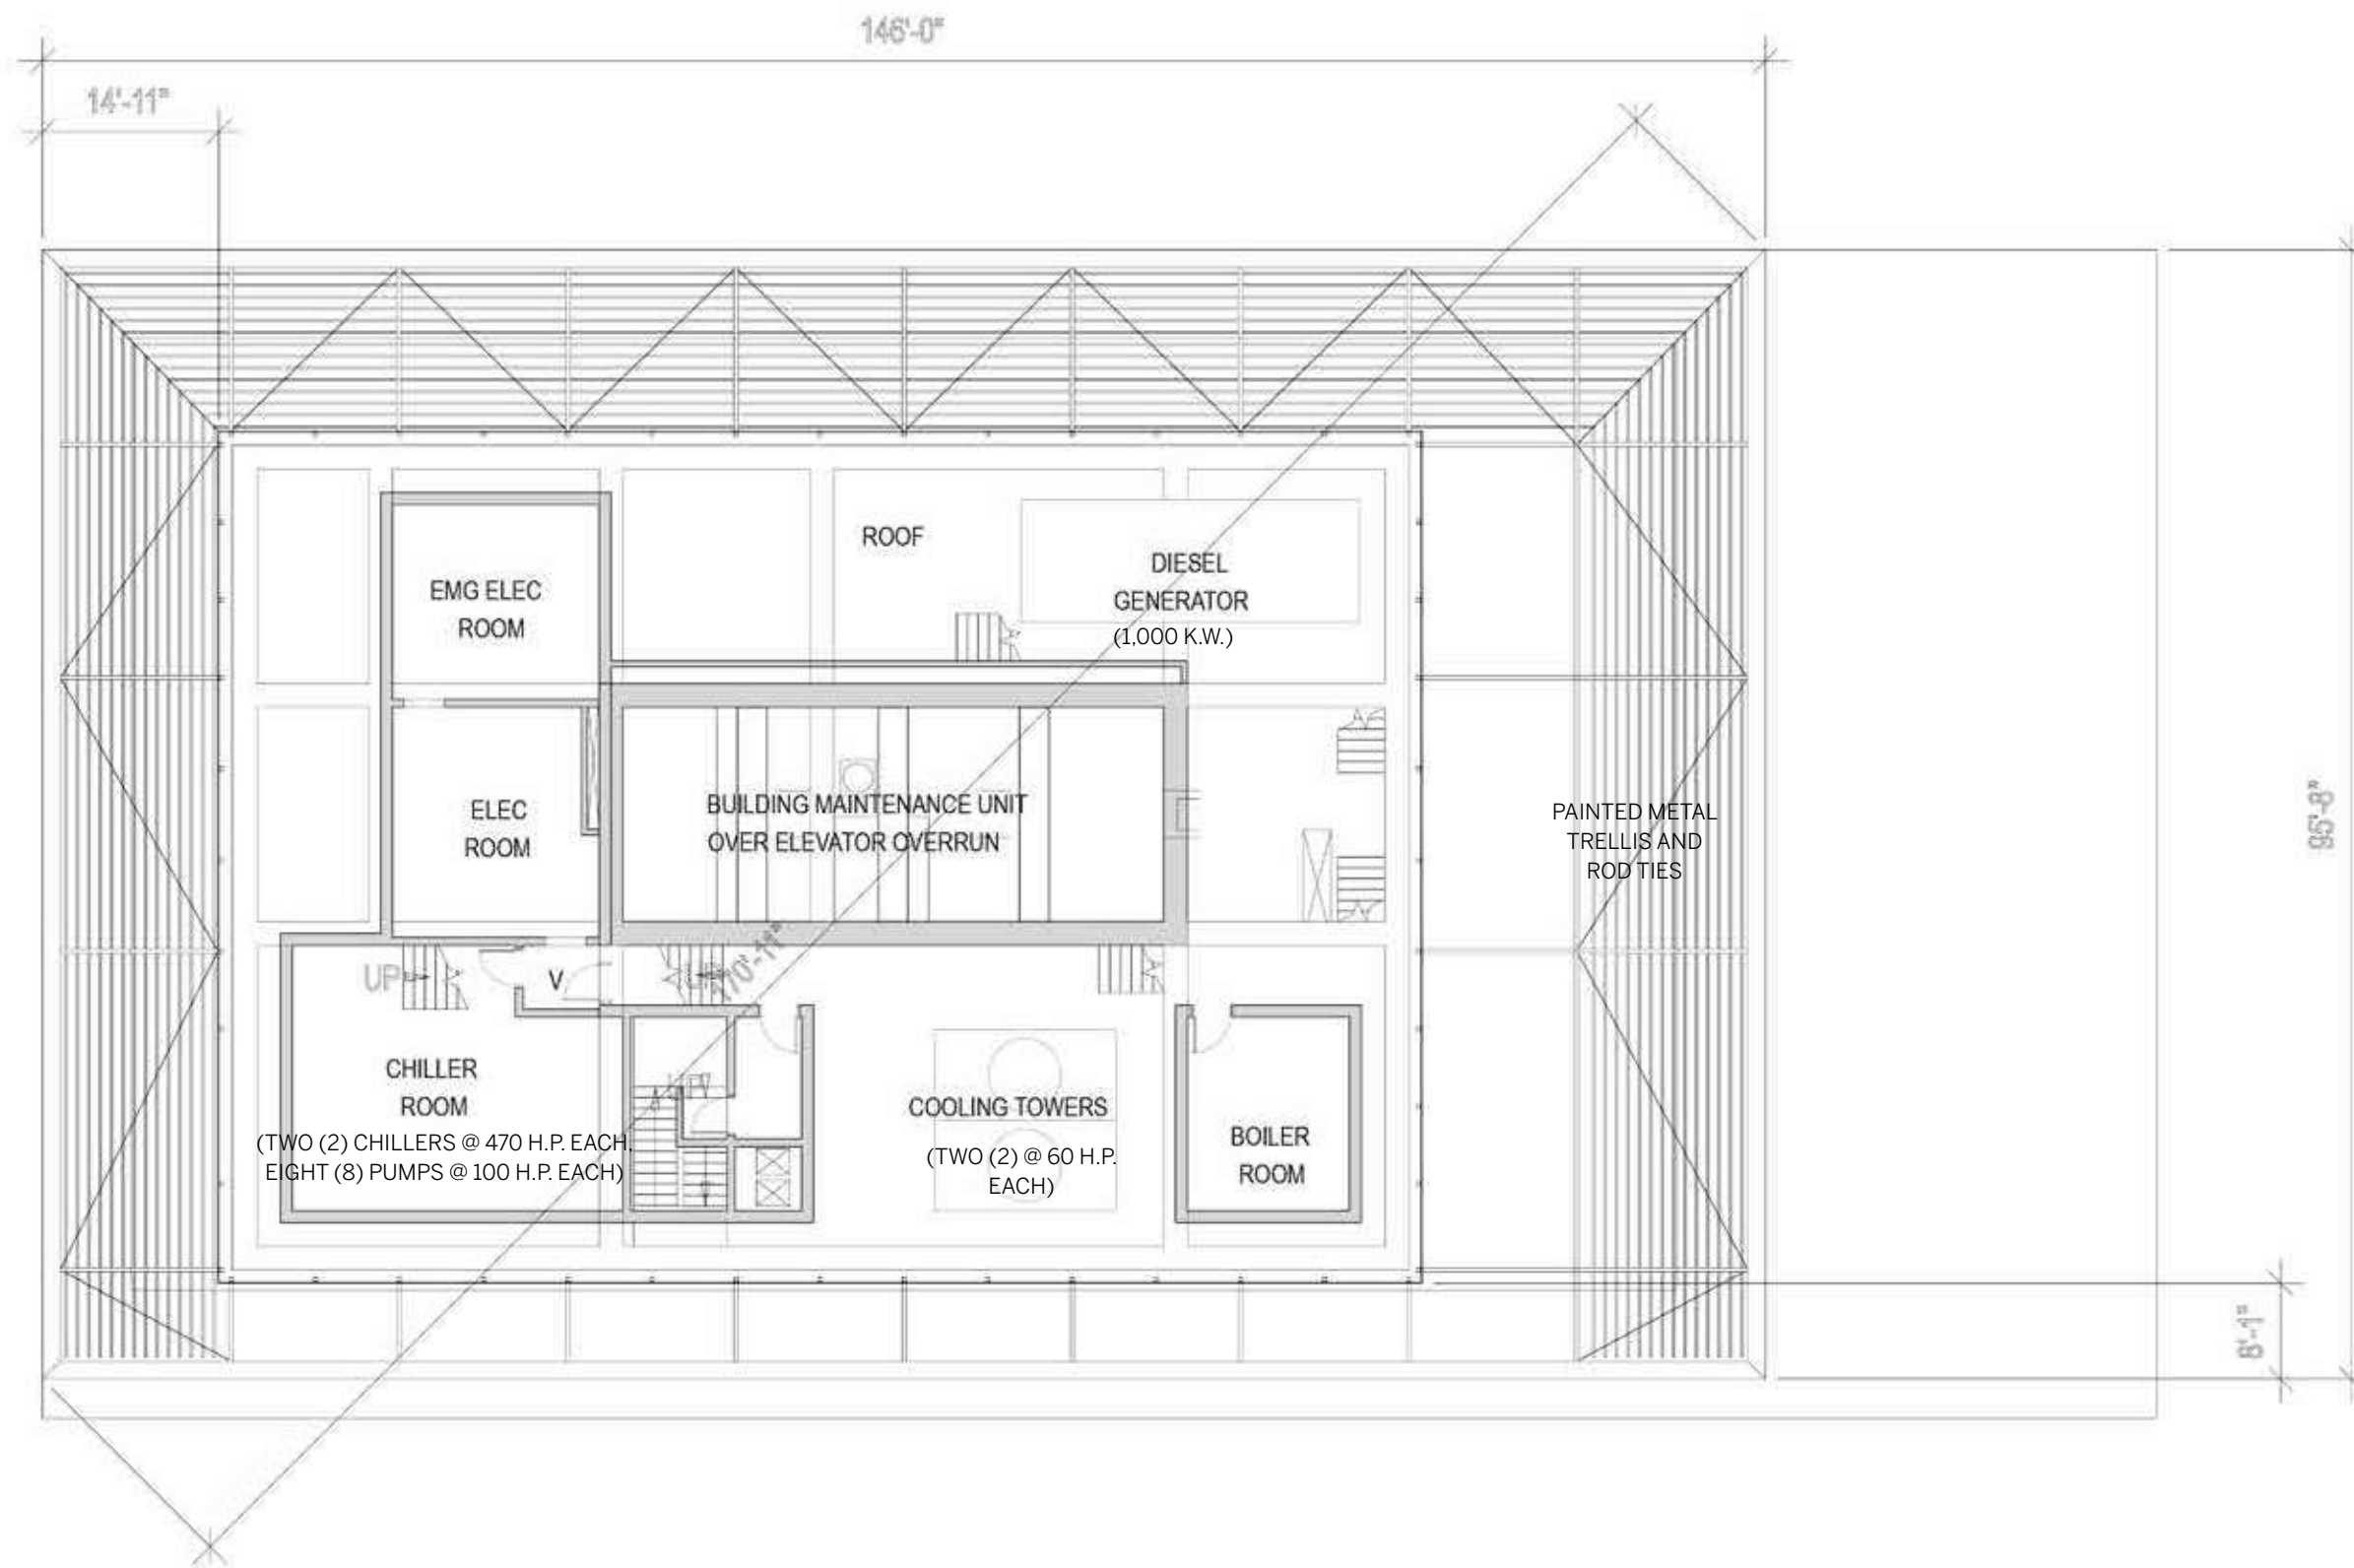 146'-0"
14'-11"
ROOF
DIESEL
GENERATOR
(1,000 K.W.)
EMG ELEC
ROOM
ELEC
ROOM
BUILDING MAINTENANCE UNIT
OVER ELEVATOR OVERRUN
PAINTED METAL
TRELLIS AND
ROD TIES
95'-8"
170'-11"
UP
V
CHILLER
ROOM
(TWO (2) CHILLERS @ 470 H.P. EACH,
EIGHT (8) PUMPS @ 100 H.P. EACH)
COOLING TOWERS
(TWO (2) @ 60 H.P.
EACH)
BOILER
ROOM
8'-1"